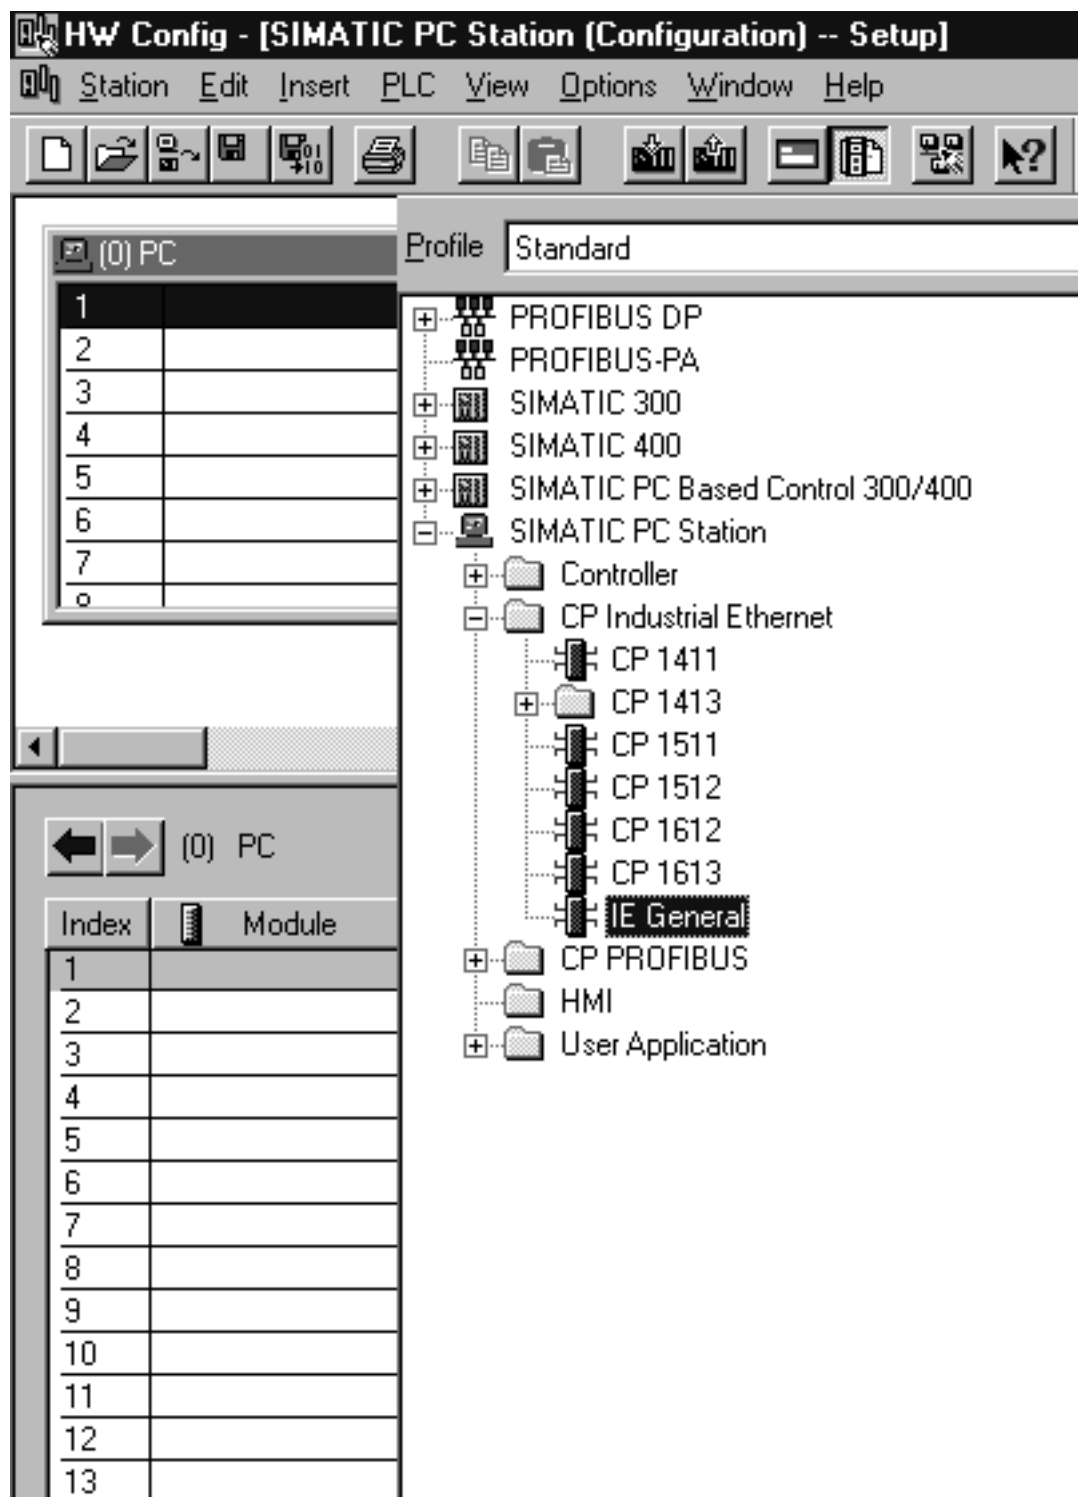 HW Config - [SIMATIC PC Station (Configuration) -- Setup]
Station Edit Insert PLC View Options Window Help
(0) PC
1
2
3
4
5
6
7
8
Profile Standard
PROFIBUS DP
PROFIBUS-PA
SIMATIC 300
SIMATIC 400
SIMATIC PC Based Control 300/400
SIMATIC PC Station
Controller
CP Industrial Ethernet
CP 1411
CP 1413
CP 1511
CP 1512
CP 1612
CP 1613
IE General
CP PROFIBUS
HMI
User Application
(0) PC
Index Module
1
2
3
4
5
6
7
8
9
10
11
12
13